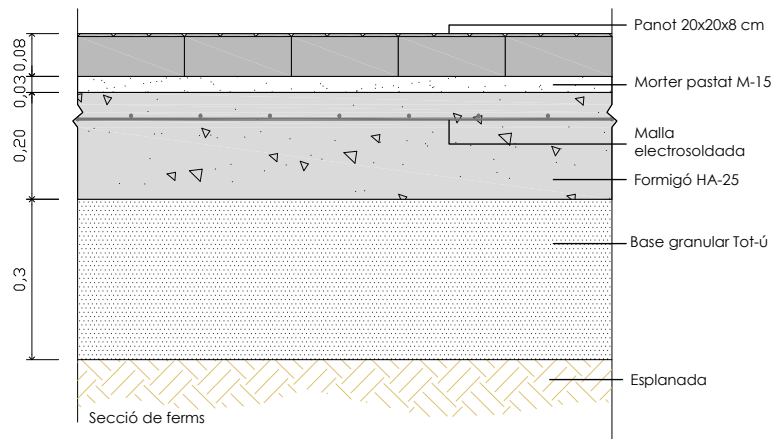 Panot 20x20x8 cm
0,08
Morter pastat M-15
0,03
0,20
Malla
electrosoldada
Formigó HA-25
Base granular Tot-ú
0,3
Esplanada
Secció de ferms